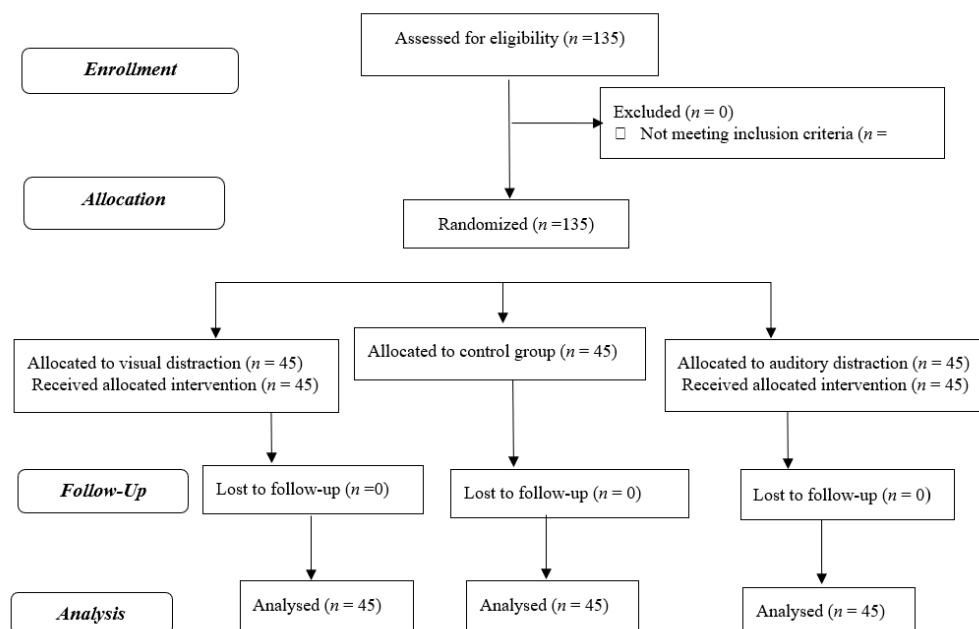 Assessed for eligibility (n =135)
Enrollment
Excluded (n = 0)
□ Not meeting inclusion criteria (n =
Allocation
Randomized (n =135)
Allocated to visual distraction (n = 45)
Received allocated intervention (n = 45)
Allocated to control group (n = 45)
Allocated to auditory distraction (n = 45)
Received allocated intervention (n = 45)
Follow-Up
Lost to follow-up (n =0)
Lost to follow-up (n = 0)
Lost to follow-up (n = 0)
Analysis
Analysed (n = 45)
Analysed (n = 45)
Analysed (n = 45)